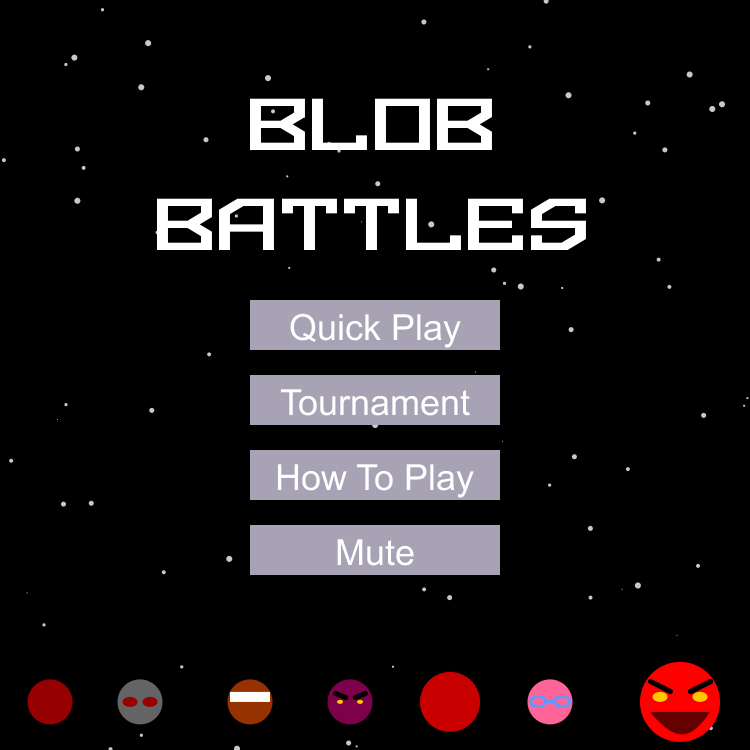 BLOB
BATTLES
Quick Play
Tournament
How To Play
Mute